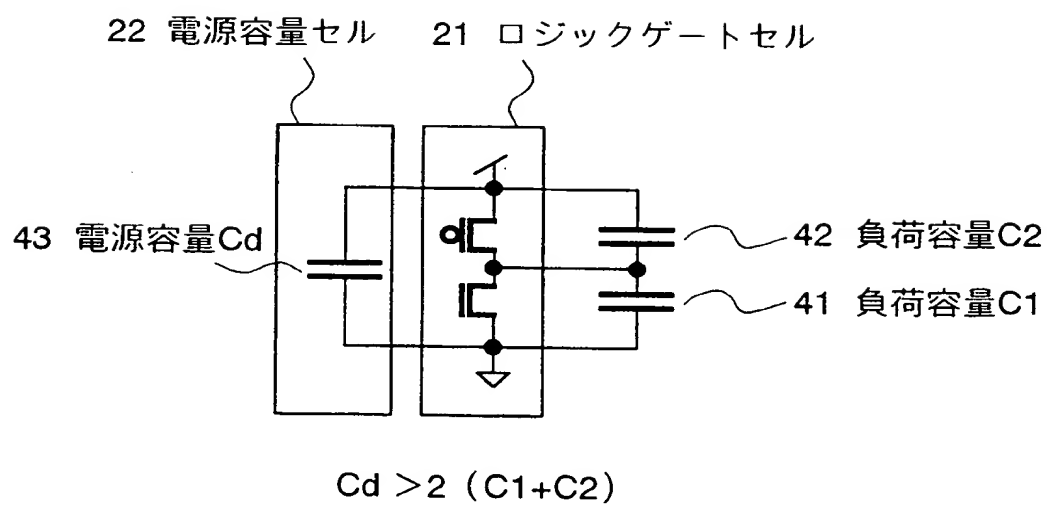 22 電源容量セル
21 ロジックゲートセル
43 電源容量Cd
42 負荷容量C2
41 負荷容量C1
Cd >2（C1+C2）